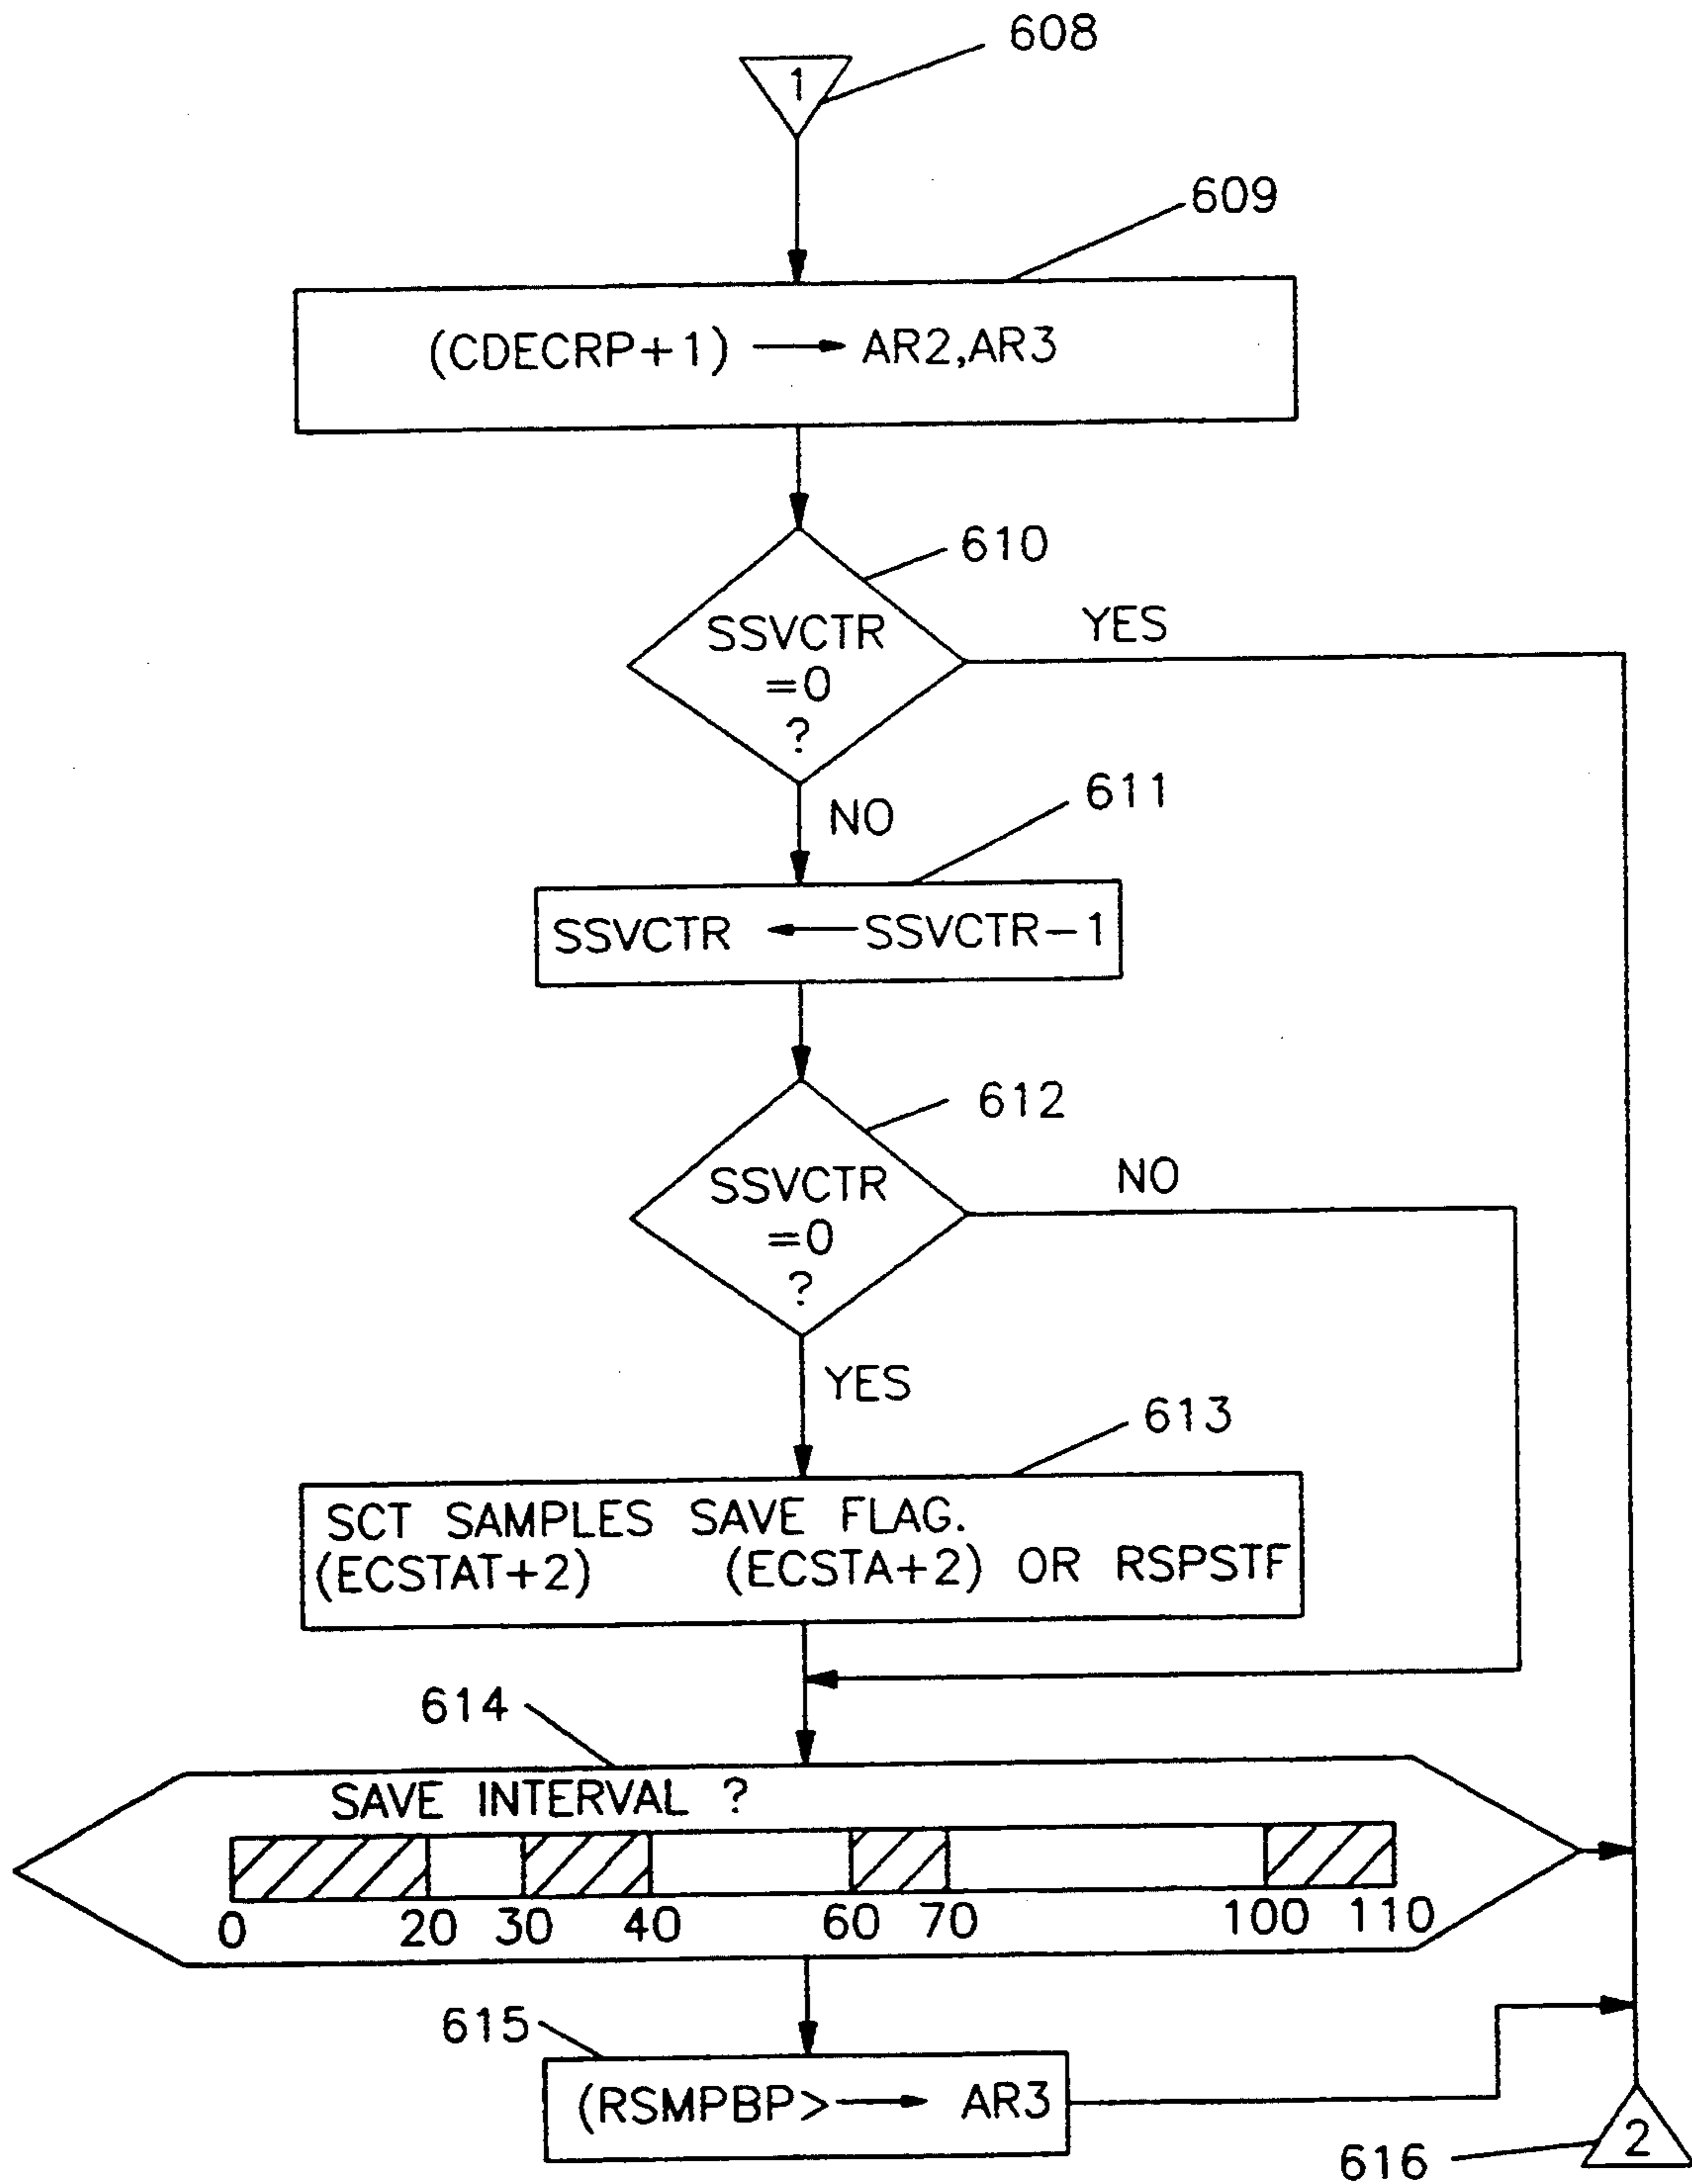 608
1
609
(CDECRP+1) → AR2,AR3
610
SSVCTR
=0
?
YES
NO
611
SSVCTR ← SSVCTR-1
612
SSVCTR
=0
?
NO
YES
613
SCT SAMPLES SAVE FLAG.
(ECSTAT+2) (ECSTA+2) OR RSPSTF
614
SAVE INTERVAL ?
0 20 30 40 60 70 100 110
615
(RSMPBP> → AR3
616
2